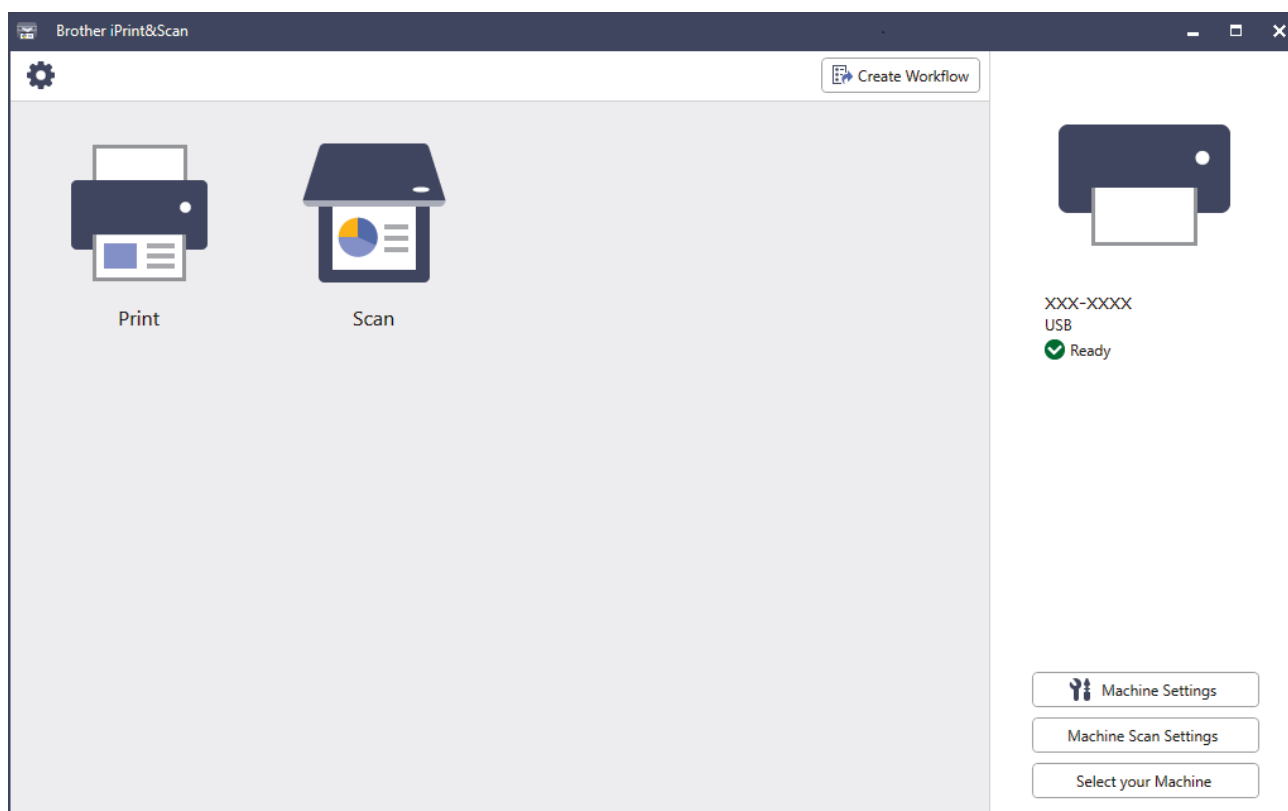 Brother iPrint&Scan
Create Workflow
Print
Scan
XXX-XXXX
USB
Ready
Machine Settings
Machine Scan Settings
Select your Machine